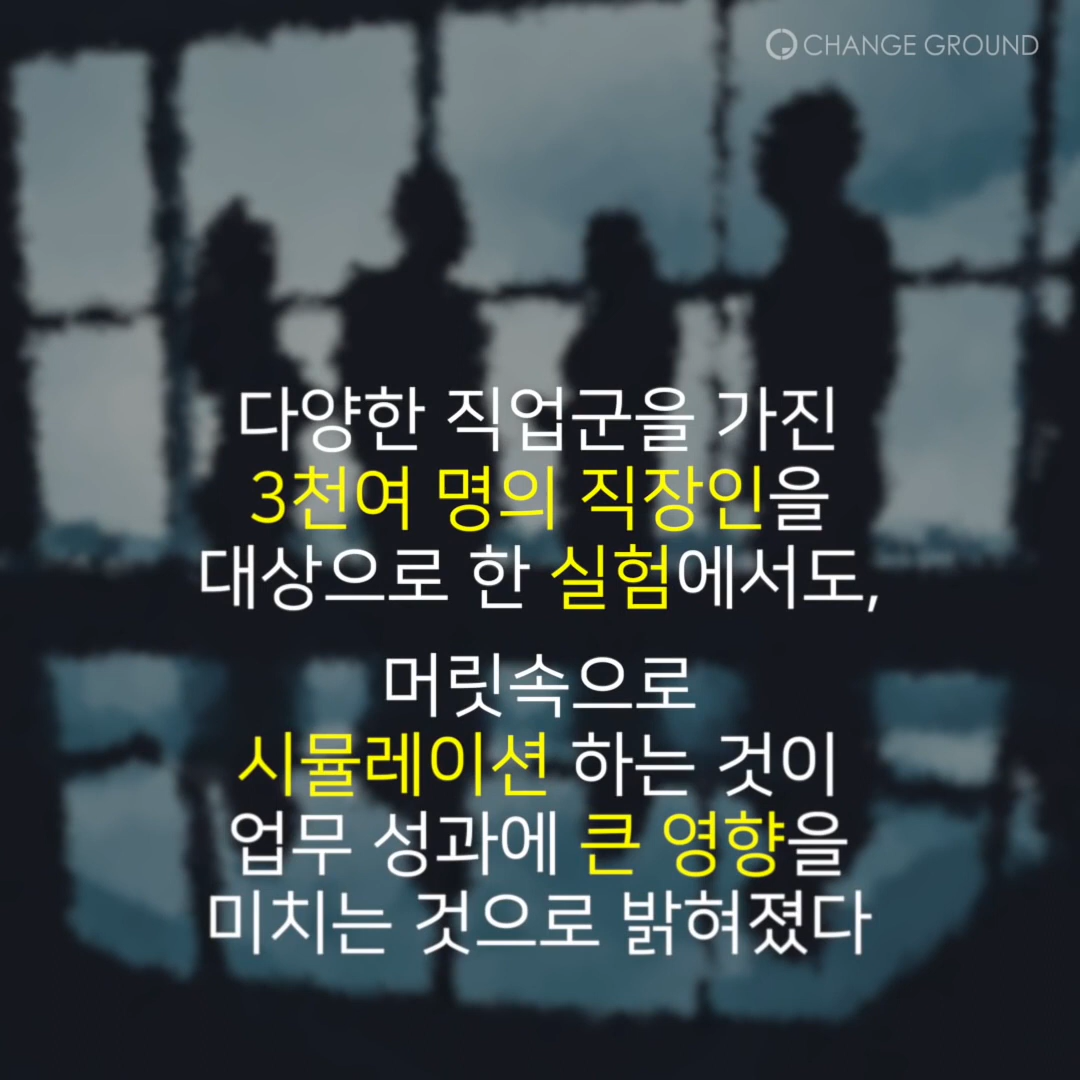 CHANGE GROUND
다양한 직업군을 가진
3천여 명의 직장인을
대상으로 한 실험에서도,
머릿속으로
시뮬레이션 하는 것이
업무 성과에 큰 영향을
미치는 것으로 밝혀졌다